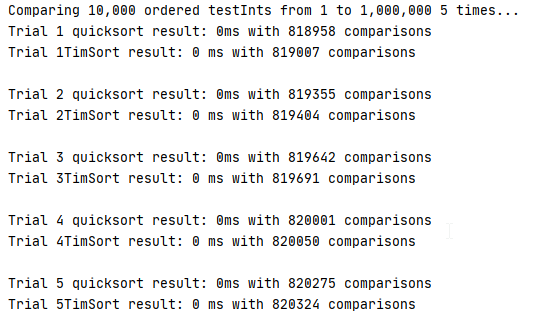 Comparing 10,000 ordered testInts from 1 to 1,000,000 5 times...
Trial 1 quicksort result: 0ms with 818958 comparisons
Trial 1TimSort result: 0 ms with 819007 comparisons
Trial 2 quicksort result: 0ms with 819355 comparisons
Trial 2TimSort result: 0 ms with 819404 comparisons
Trial 3 quicksort result: 0ms with 819642 comparisons
Trial 3TimSort result: 0 ms with 819691 comparisons
Trial 4 quicksort result: 0ms with 820001 comparisons
Trial 4TimSort result: 0 ms with 820050 comparisons
Trial 5 quicksort result: 0ms with 820275 comparisons
Trial 5TimSort result: 0 ms with 820324 comparisons